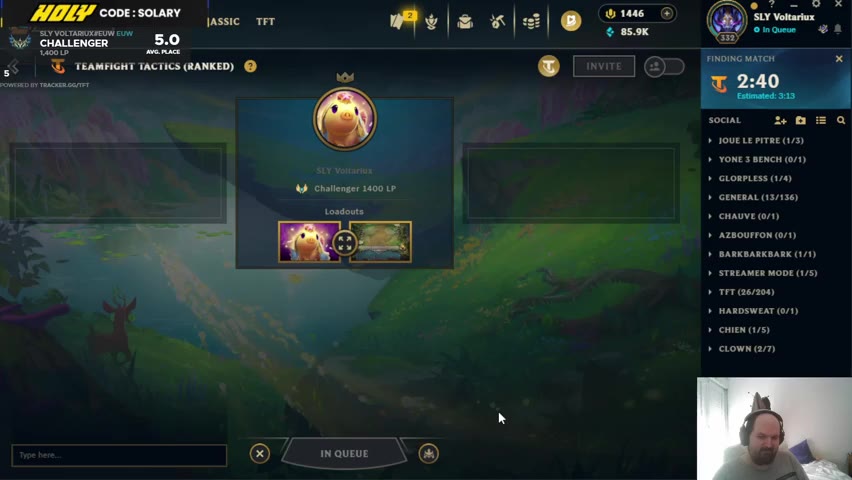 HOLY CODE : SOLARY
ASSIC
TFT
2
1446
85.9K
SLY Voltariux
In Queue
332
SLY VOLTARIUX#EUW EUW
CHALLENGER
1,400 LP
5.0
AVG. PLACE
5
POWERED BY TRACKER.GG/TFT
TEAMFIGHT TACTICS (RANKED)
?
INVITE
FINDING MATCH
2:40
Estimated: 3:13
SOCIAL
JOUE LE PITRE (1/3)
YONE 3 BENCH (0/1)
GLORPLESS (1/4)
GENERAL (13/136)
CHAUVE (0/1)
AZBOUFFON (0/1)
BARKBARKBARK (1/1)
STREAMER MODE (1/5)
TFT (26/204)
HARDSWEAT (0/1)
CHIEN (1/5)
CLOWN (2/7)
SLY Voltariux
Challenger 1400 LP
Loadouts
Type here...
IN QUEUE